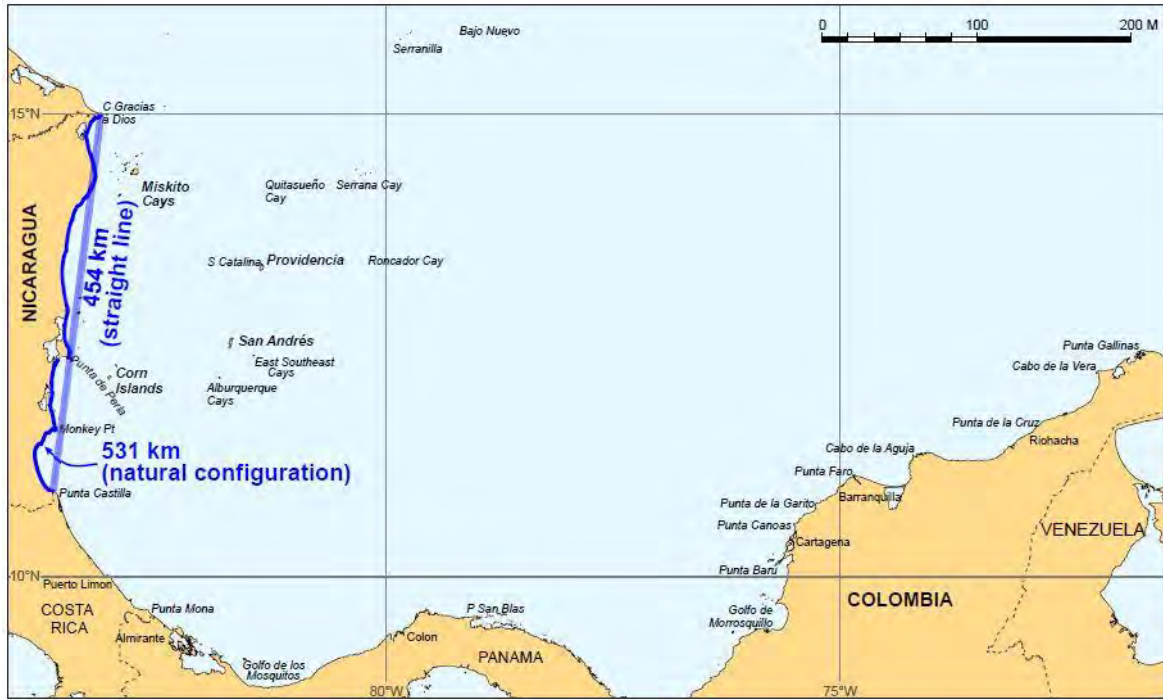 0 100 200 M
Bajo Nuevo
Serranilla
C Gracias
á Dios
15°N
Miskito
Cays
Quitasueño
Cay
Serrana Cay
NICARAGUA
454 km
(straight line)
S Catalina
Providencia
Roncador Cay
San Andrés
East Southeast
Cays
Alburquerque
Cays
Corn
Islands
Punta de Perla
Monkey Pt
531 km
(natural configuration)
Punta Castilla
Punta Gallinas
Cabo de la Vera
Punta de la Cruz
Riohacha
Cabo de la Aguja
Punta Faro
Barranquilla
Punta de la Garito
Punta Canoas
Cartagena
VENEZUELA
Punta Barú
10°N
Puerto Limon
COSTA
RICA
Punta Mona
Almirante
P San Blas
Colon
PANAMA
Golfo de los
Mosquitos
Golfo de
Morrosquillo
COLOMBIA
80°W
75°W